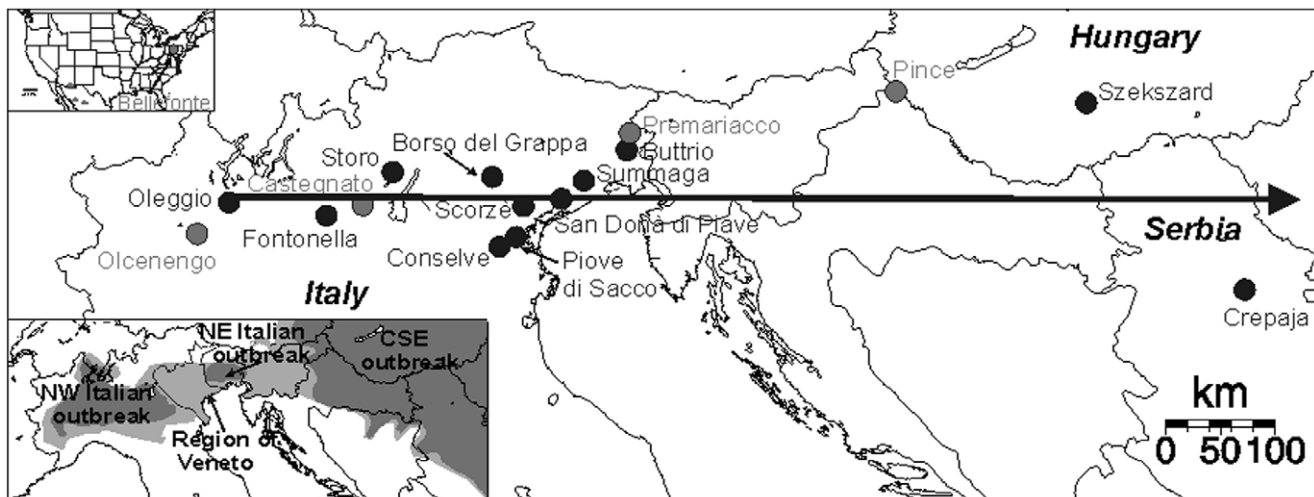 Bellefonte
Hungary
Pince
Szekszard
Premariacco
Borso del Grappa
Buttrio
Storo
Summaga
Castegnato
Oleggio
Scorzè
San Donà di Piave
Fontonella
Serbia
Olcenengo
Conselve
Piove
di Sacco
Italy
Crepaja
NE Italian
outbreak
CSE
outbreak
NW Italian
outbreak
Region of
Veneto
km
0 50 100